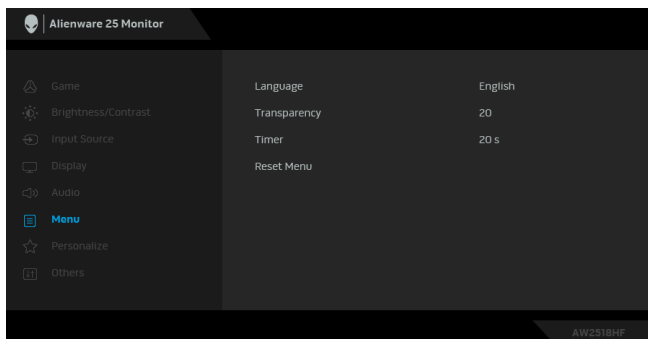 Alienware 25 Monitor
Game
Brightness/Contrast
Input Source
Display
Audio
Menu
Personalize
Others
Language English
Transparency 20
Timer 20 s
Reset Menu
AW2518HF